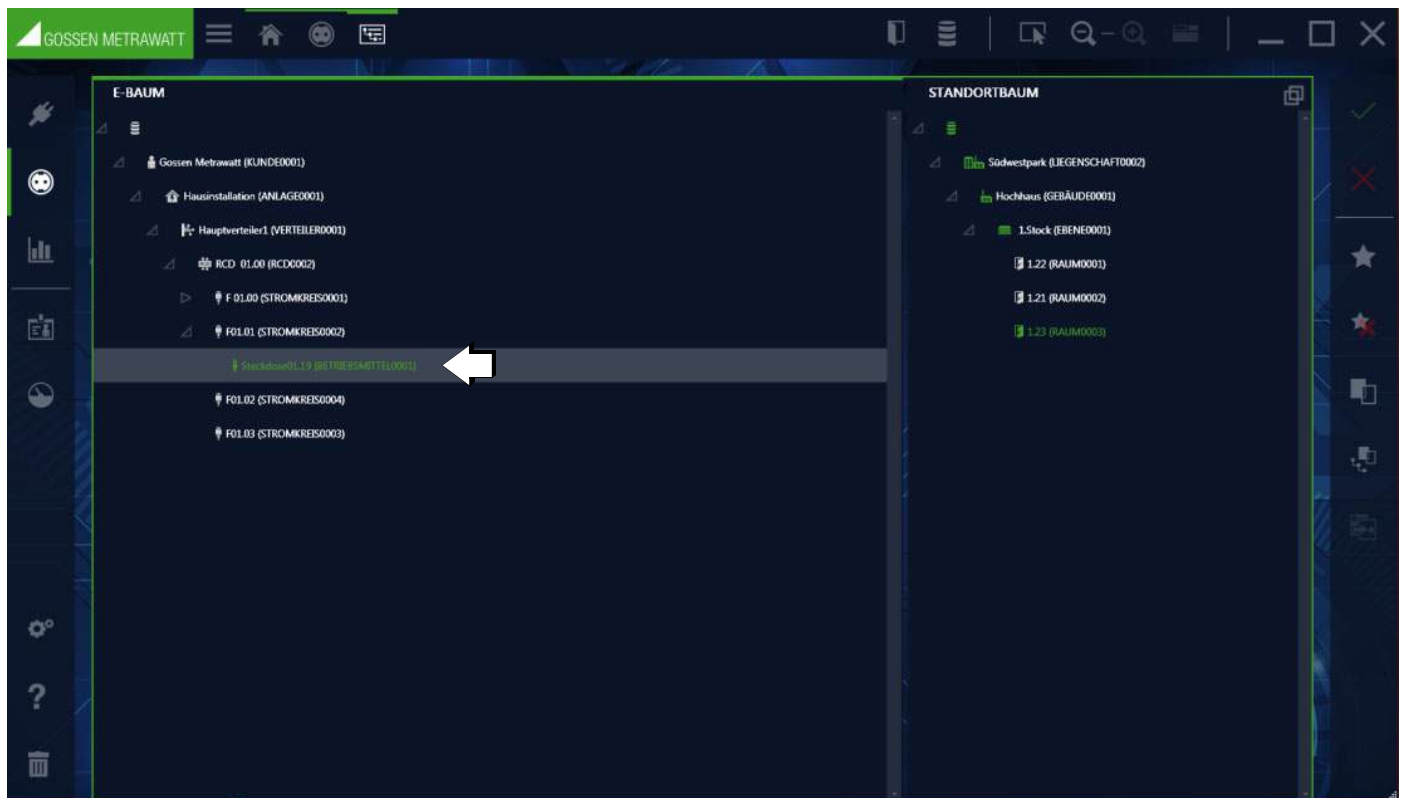 GOSSEN METRAWATT
E-BAUM
Gossen Metrawatt (KUNDE0001)
Hausinstallation (ANLAGE0001)
Hauptverteiler1 (VERTEILER0001)
RCD 01.00 (RCD0002)
F 01.00 (STROMKREIS0001)
F01.01 (STROMKREIS0002)
Steckdose01.19 (BETRIEBSMITTEL0001)
F01.02 (STROMKREIS0004)
F01.03 (STROMKREIS0003)
STANDORTBAUM
Südwestpark (LIEGENSCHAFT0002)
Hochhaus (GEBÄUDE0001)
1.Stock (EBENE0001)
1.22 (RAUM0001)
1.21 (RAUM0002)
1.23 (RAUM0003)
?